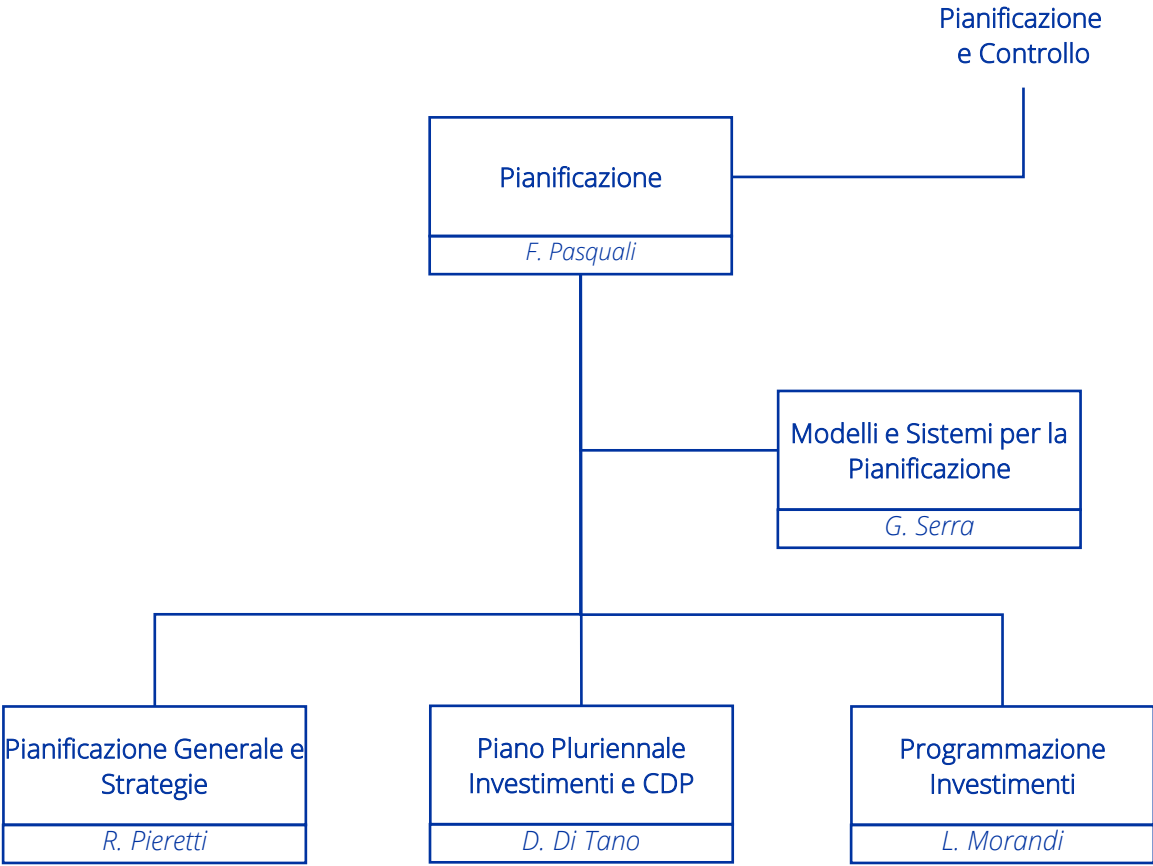 Pianificazione
e Controllo
Pianificazione
F. Pasquali
Modelli e Sistemi per la
Pianificazione
G. Serra
Pianificazione Generale e
Strategie
R. Pieretti
Piano Pluriennale
Investimenti e CDP
D. Di Tano
Programmazione
Investimenti
L. Morandi